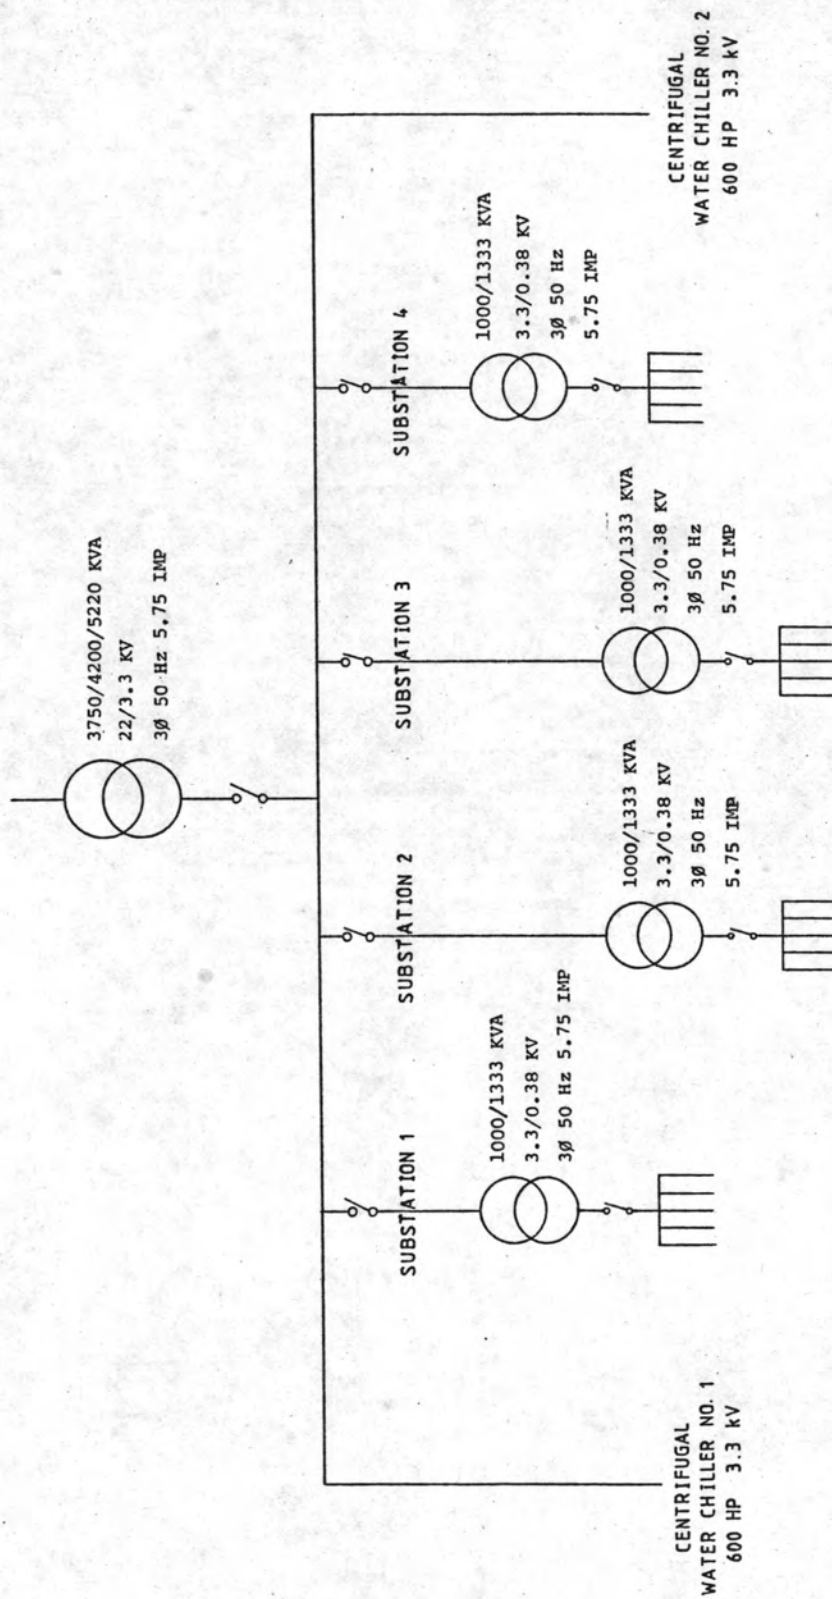 3750/4200/5220 KVA
22/3.3 KV
3Ø 50 Hz 5.75 IMP
CENTRIFUGAL
WATER CHILLER NO. 1
600 HP 3.3 kV
SUBSTATION 1
1000/1333 KVA
3.3/0.38 KV
3Ø 50 Hz 5.75 IMP
SUBSTATION 2
1000/1333 KVA
3.3/0.38 KV
3Ø 50 Hz
5.75 IMP
SUBSTATION 3
1000/1333 KVA
3.3/0.38 KV
3Ø 50 Hz
5.75 IMP
SUBSTATION 4
1000/1333 KVA
3.3/0.38 KV
3Ø 50 Hz
5.75 IMP
CENTRIFUGAL
WATER CHILLER NO. 2
600 HP 3.3 kV